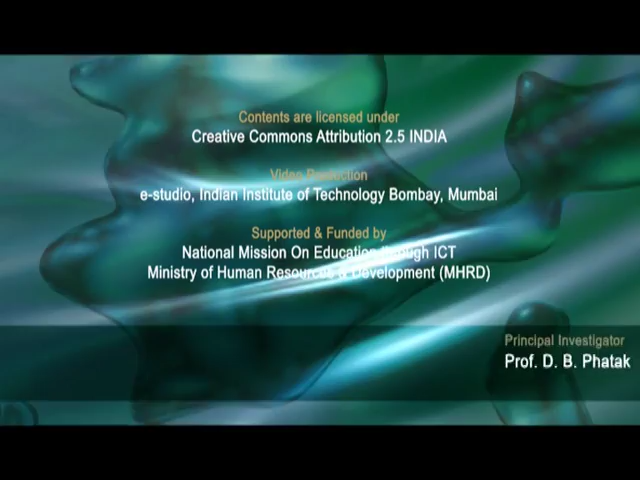 Contents are licensed under
Creative Commons Attribution 2.5 INDIA
Video Production
e-studio, Indian Institute of Technology Bombay, Mumbai
Supported & Funded by
National Mission On Education through ICT
Ministry of Human Resources & Development (MHRD)
Principal Investigator
Prof. D. B. Phatak